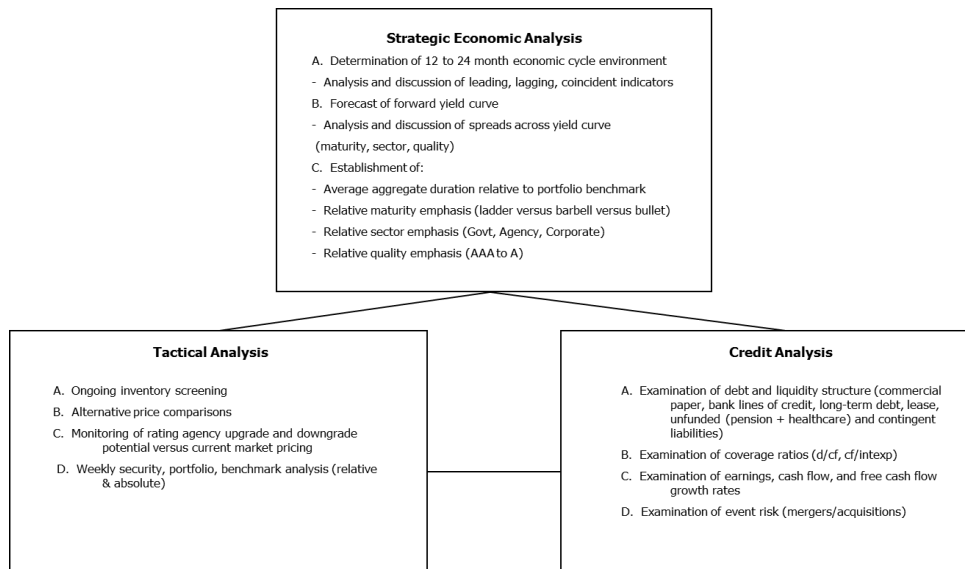 Strategic Economic Analysis
A. Determination of 12 to 24 month economic cycle environment
- Analysis and discussion of leading, lagging, coincident indicators
B. Forecast of forward yield curve
- Analysis and discussion of spreads across yield curve
(maturity, sector, quality)
C. Establishment of:
- Average aggregate duration relative to portfolio benchmark
- Relative maturity emphasis (ladder versus barbell versus bullet)
- Relative sector emphasis (Govt, Agency, Corporate)
- Relative quality emphasis (AAA to A)
Tactical Analysis
A. Ongoing inventory screening
B. Alternative price comparisons
C. Monitoring of rating agency upgrade and downgrade
potential versus current market pricing
D. Weekly security, portfolio, benchmark analysis (relative
& absolute)
Credit Analysis
A. Examination of debt and liquidity structure (commercial
paper, bank lines of credit, long-term debt, lease,
unfunded (pension + healthcare) and contingent
liabilities)
B. Examination of coverage ratios (d/cf, cf/intexp)
C. Examination of earnings, cash flow, and free cash flow
growth rates
D. Examination of event risk (mergers/acquisitions)